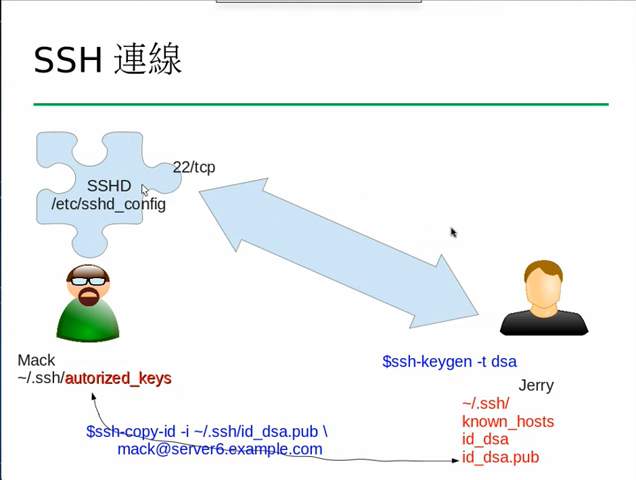 SSH 連線
22/tcp
SSHD
/etc/sshd_config
Mack
~/.ssh/autorized_keys
$ssh-keygen -t dsa
Jerry
~/.ssh/
known_hosts
id_dsa
id_dsa.pub
$ssh-copy-id -i ~/.ssh/id_dsa.pub \
mack@server6.example.com